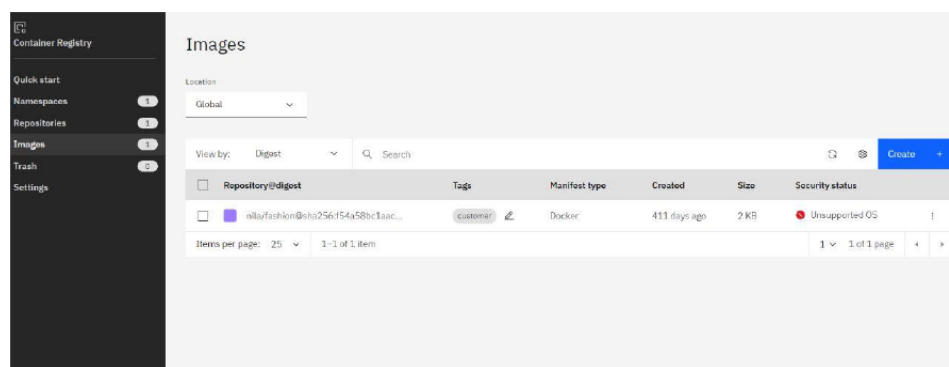 Container Registry
Quick start
Namespaces 1
Repositories 1
Images 1
Trash 0
Settings
Images
Location
Global
View by: Digest Search Create +
Repository@digest Tags Manifest type Created Size Security status
nila/fashion@sha256:f54a58bc1aac... customer Docker 411 days ago 2 KB Unsupported OS
Items per page: 25 1–1 of 1 item 1 1 of 1 page